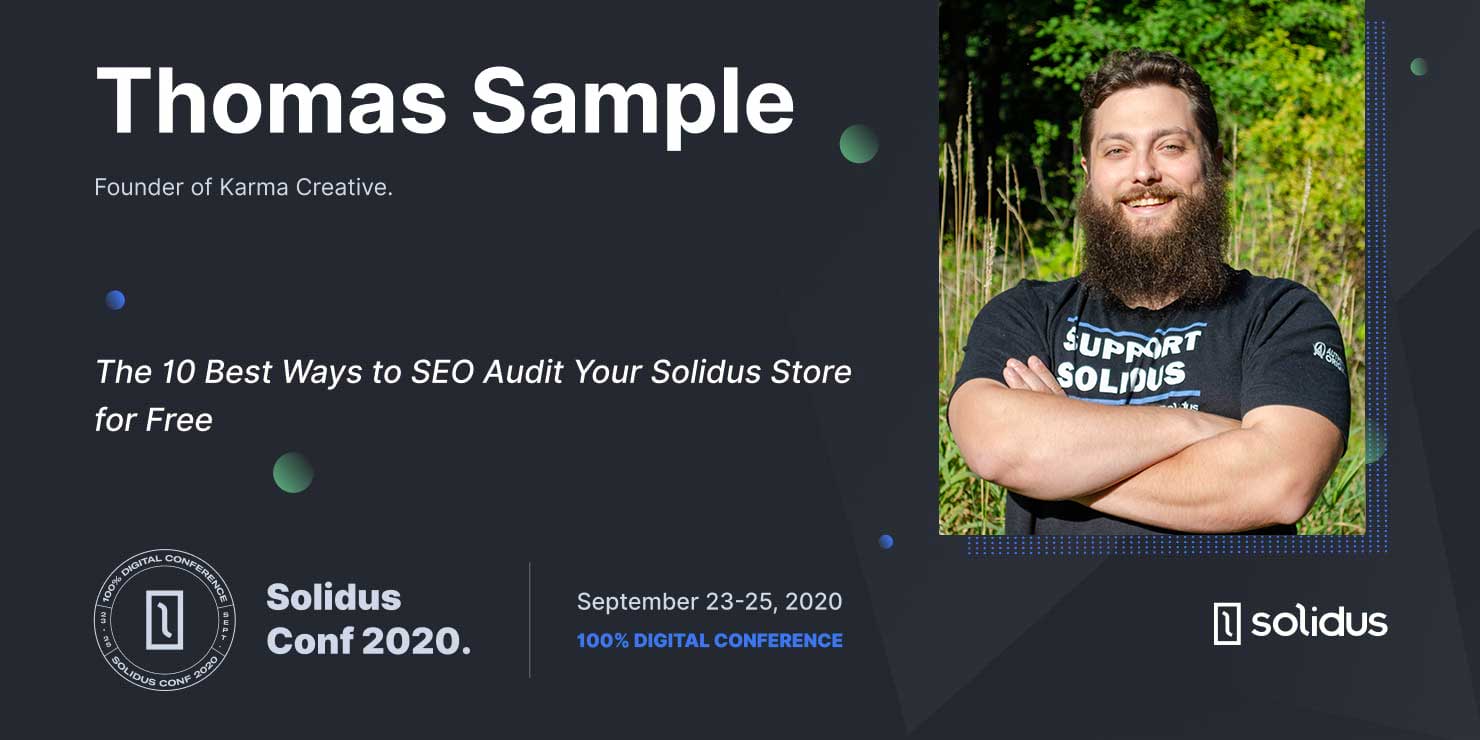 Thomas Sample
Founder of Karma Creative.
The 10 Best Ways to SEO Audit Your Solidus Store
for Free
SUPPORT
SOLIDUS
100% DIGITAL CONFERENCE
SEPT.
SOLIDUS CONF 2020
Solidus
Conf 2020.
September 23-25, 2020
100% DIGITAL CONFERENCE
solidus